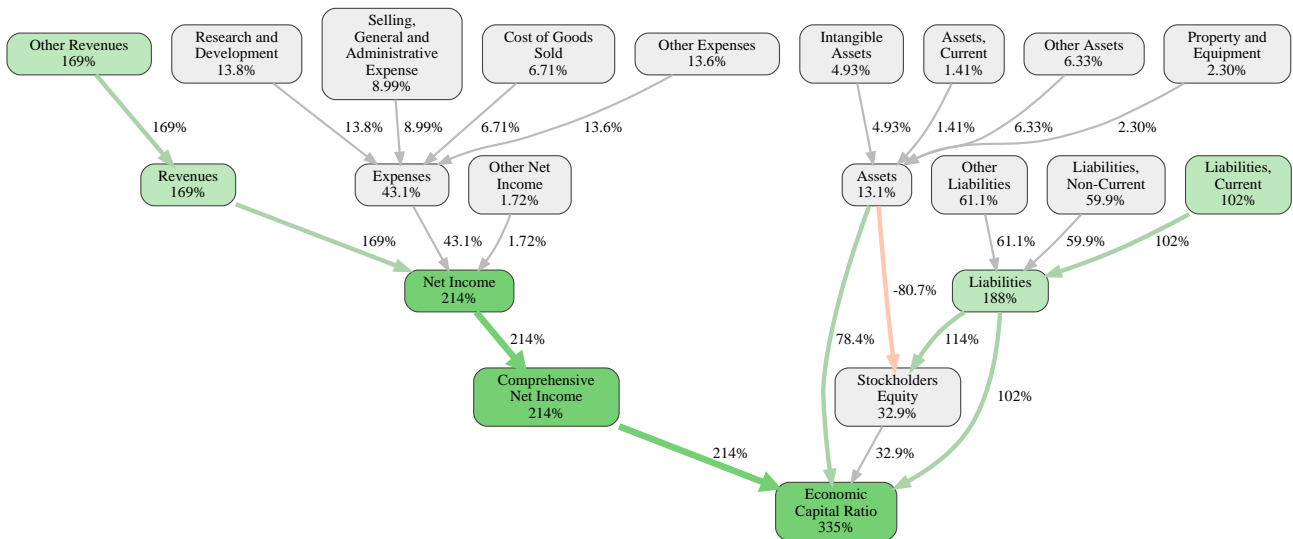 Other Revenues
169%
Research and
Development
13.8%
Selling,
General and
Administrative
Expense
8.99%
Cost of Goods
Sold
6.71%
Other Expenses
13.6%
Intangible
Assets
4.93%
Assets,
Current
1.41%
Other Assets
6.33%
Property and
Equipment
2.30%
169%
13.8%
8.99%
6.71%
13.6%
4.93%
1.41%
6.33%
2.30%
Revenues
169%
Expenses
43.1%
Other Net
Income
1.72%
Assets
13.1%
Other
Liabilities
61.1%
Liabilities,
Non-Current
59.9%
Liabilities,
Current
102%
169%
43.1%
1.72%
61.1%
59.9%
102%
Net Income
214%
-80.7%
Liabilities
188%
214%
78.4%
114%
Comprehensive
Net Income
214%
Stockholders
Equity
32.9%
102%
214%
32.9%
Economic
Capital Ratio
335%